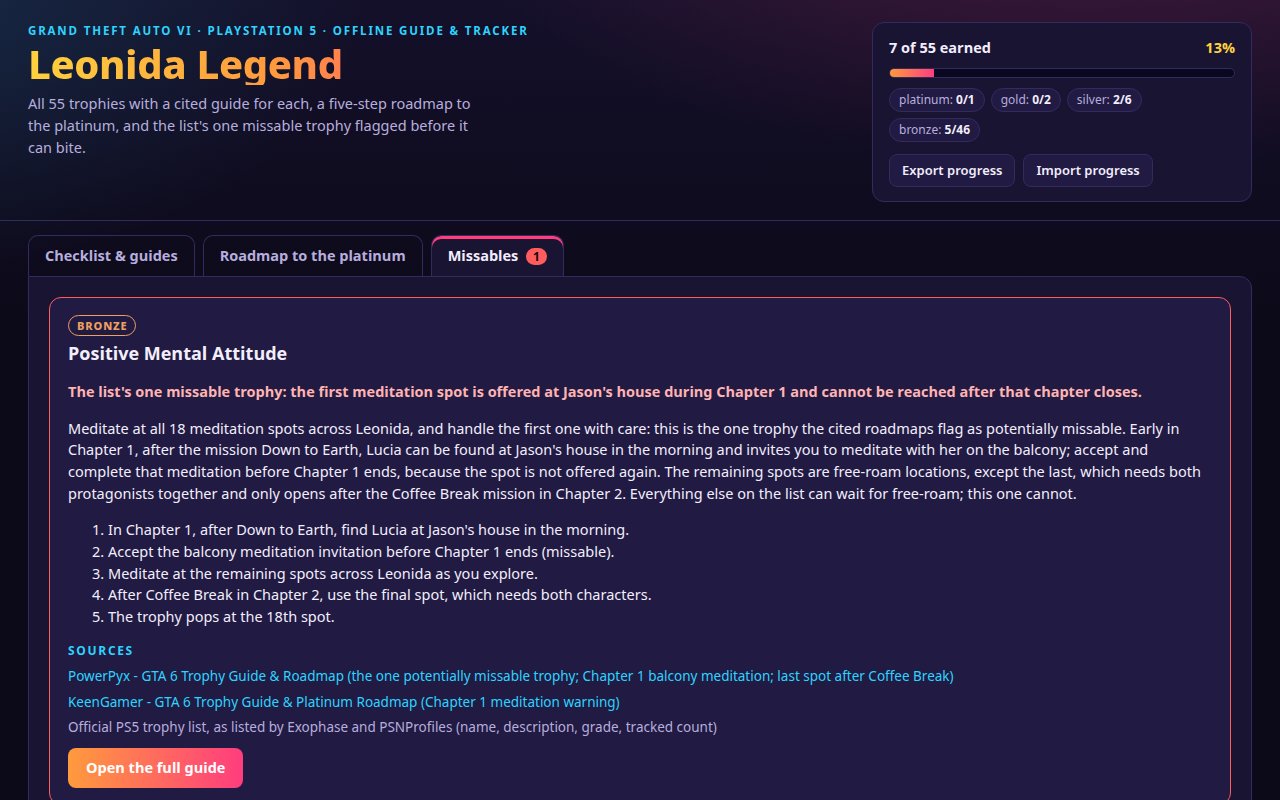 GRAND THEFT AUTO VI · PLAYSTATION 5 · OFFLINE GUIDE & TRACKER
Leonida Legend
All 55 trophies with a cited guide for each, a five-step roadmap to
the platinum, and the list's one missable trophy flagged before it
can bite.
7 of 55 earned
13%
platinum: 0/1
gold: 0/2
silver: 2/6
bronze: 5/46
Export progress
Import progress
Checklist & guides
Roadmap to the platinum
Missables 1
BRONZE
Positive Mental Attitude
The list's one missable trophy: the first meditation spot is offered at Jason's house during Chapter 1 and cannot be reached after that chapter closes.
Meditate at all 18 meditation spots across Leonida, and handle the first one with care: this is the one trophy the cited roadmaps flag as potentially missable. Early in
Chapter 1, after the mission Down to Earth, Lucia can be found at Jason's house in the morning and invites you to meditate with her on the balcony; accept and
complete that meditation before Chapter 1 ends, because the spot is not offered again. The remaining spots are free-roam locations, except the last, which needs both
protagonists together and only opens after the Coffee Break mission in Chapter 2. Everything else on the list can wait for free-roam; this one cannot.
1. In Chapter 1, after Down to Earth, find Lucia at Jason's house in the morning.
2. Accept the balcony meditation invitation before Chapter 1 ends (missable).
3. Meditate at the remaining spots across Leonida as you explore.
4. After Coffee Break in Chapter 2, use the final spot, which needs both characters.
5. The trophy pops at the 18th spot.
SOURCES
PowerPyx - GTA 6 Trophy Guide & Roadmap (the one potentially missable trophy; Chapter 1 balcony meditation; last spot after Coffee Break)
KeenGamer - GTA 6 Trophy Guide & Platinum Roadmap (Chapter 1 meditation warning)
Official PS5 trophy list, as listed by Exophase and PSNProfiles (name, description, grade, tracked count)
Open the full guide